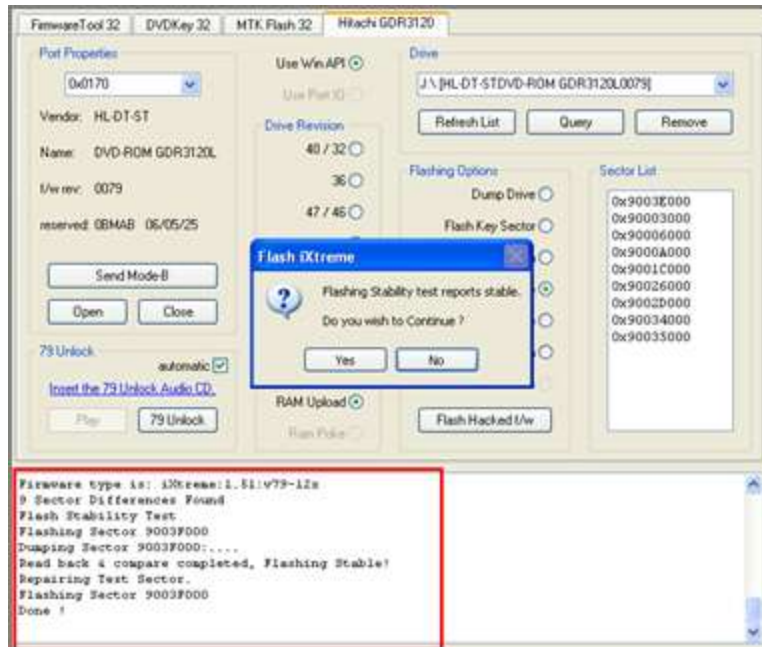 FirmwareTool 32
DVDKey 32
MTK Flash 32
Hitachi GDR3120
Port Properties
0x0170
Vendor: HL-DT-ST
Name: DVD-ROM GDR3120L
f/w rev: 0079
reserved: 0BMAB 06/05/25
Send Mode-B
Open
Close
79 Unlock
automatic
Insert the 79 Unlock Audio CD.
Play
79 Unlock
Use Win API
Use Port IO
Drive Revision
40 / 32
36
47 / 46
RAM Upload
Ram Poke
Drive
J:\ [HL-DT-STDVD-ROM GDR3120L0079]
Refresh List
Query
Remove
Flashing Options
Dump Drive
Flash Key Sector
Flash Hacked f/w
Sector List
0x9003E000
0x90003000
0x90006000
0x9000A000
0x9001C000
0x90026000
0x9002D000
0x90034000
0x90035000
Flash iXtreme
Flashing Stability test reports stable.
Do you wish to Continue ?
Yes
No
Firmware type is: iXtreme:1.51:v79-12s
9 Sector Differences Found
Flash Stability Test
Flashing Sector 9003F000
Dumping Sector 9003F000:....
Read back & compare completed, Flashing Stable!
Repairing Test Sector.
Flashing Sector 9003F000
Done !